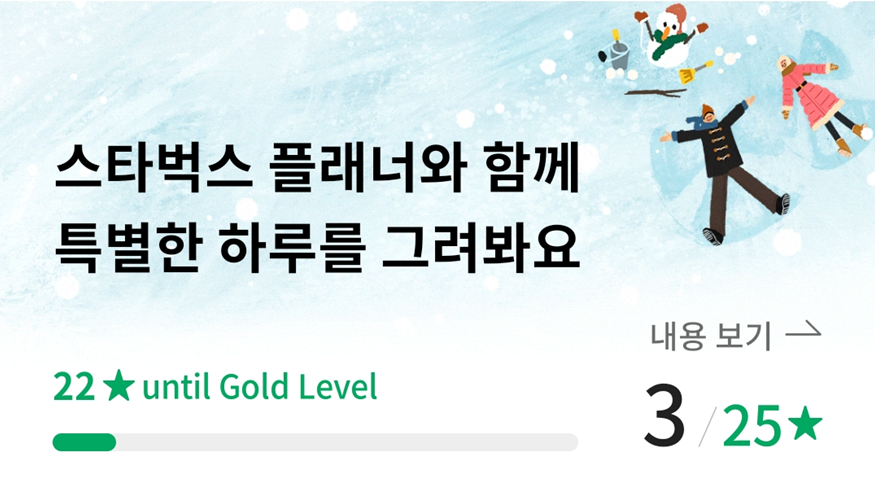 스타벅스 플래너와 함께
특별한 하루를 그려봐요
내용 보기 →
22★ until Gold Level
3 / 25★